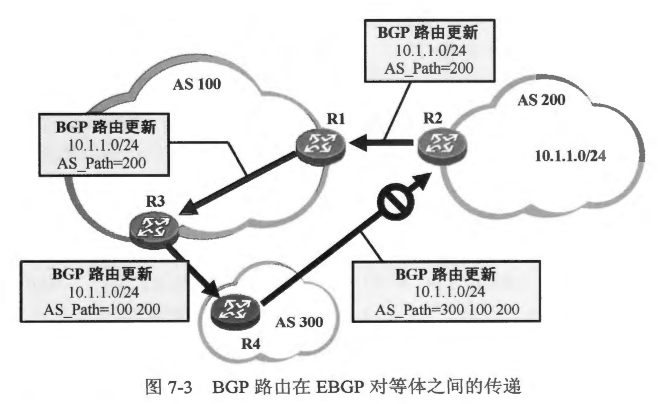 BGP 路由更新
10.1.1.0/24
AS_Path=200
AS 100
AS 200
R1
R2
BGP 路由更新
10.1.1.0/24
AS_Path=200
10.1.1.0/24
R3
BGP 路由更新
10.1.1.0/24
AS_Path=100 200
BGP 路由更新
10.1.1.0/24
AS_Path=300 100 200
AS 300
R4
图 7-3 BGP 路由在 EBGP 对等体之间的传递